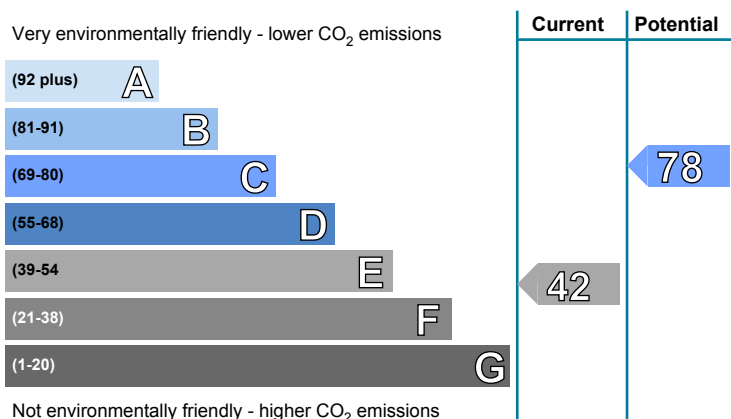 Very environmentally friendly - lower CO₂ emissions
Current
Potential
(92 plus) A
(81-91) B
(69-80) C
78
(55-68) D
(39-54 E
42
(21-38) F
(1-20) G
Not environmentally friendly - higher CO₂ emissions